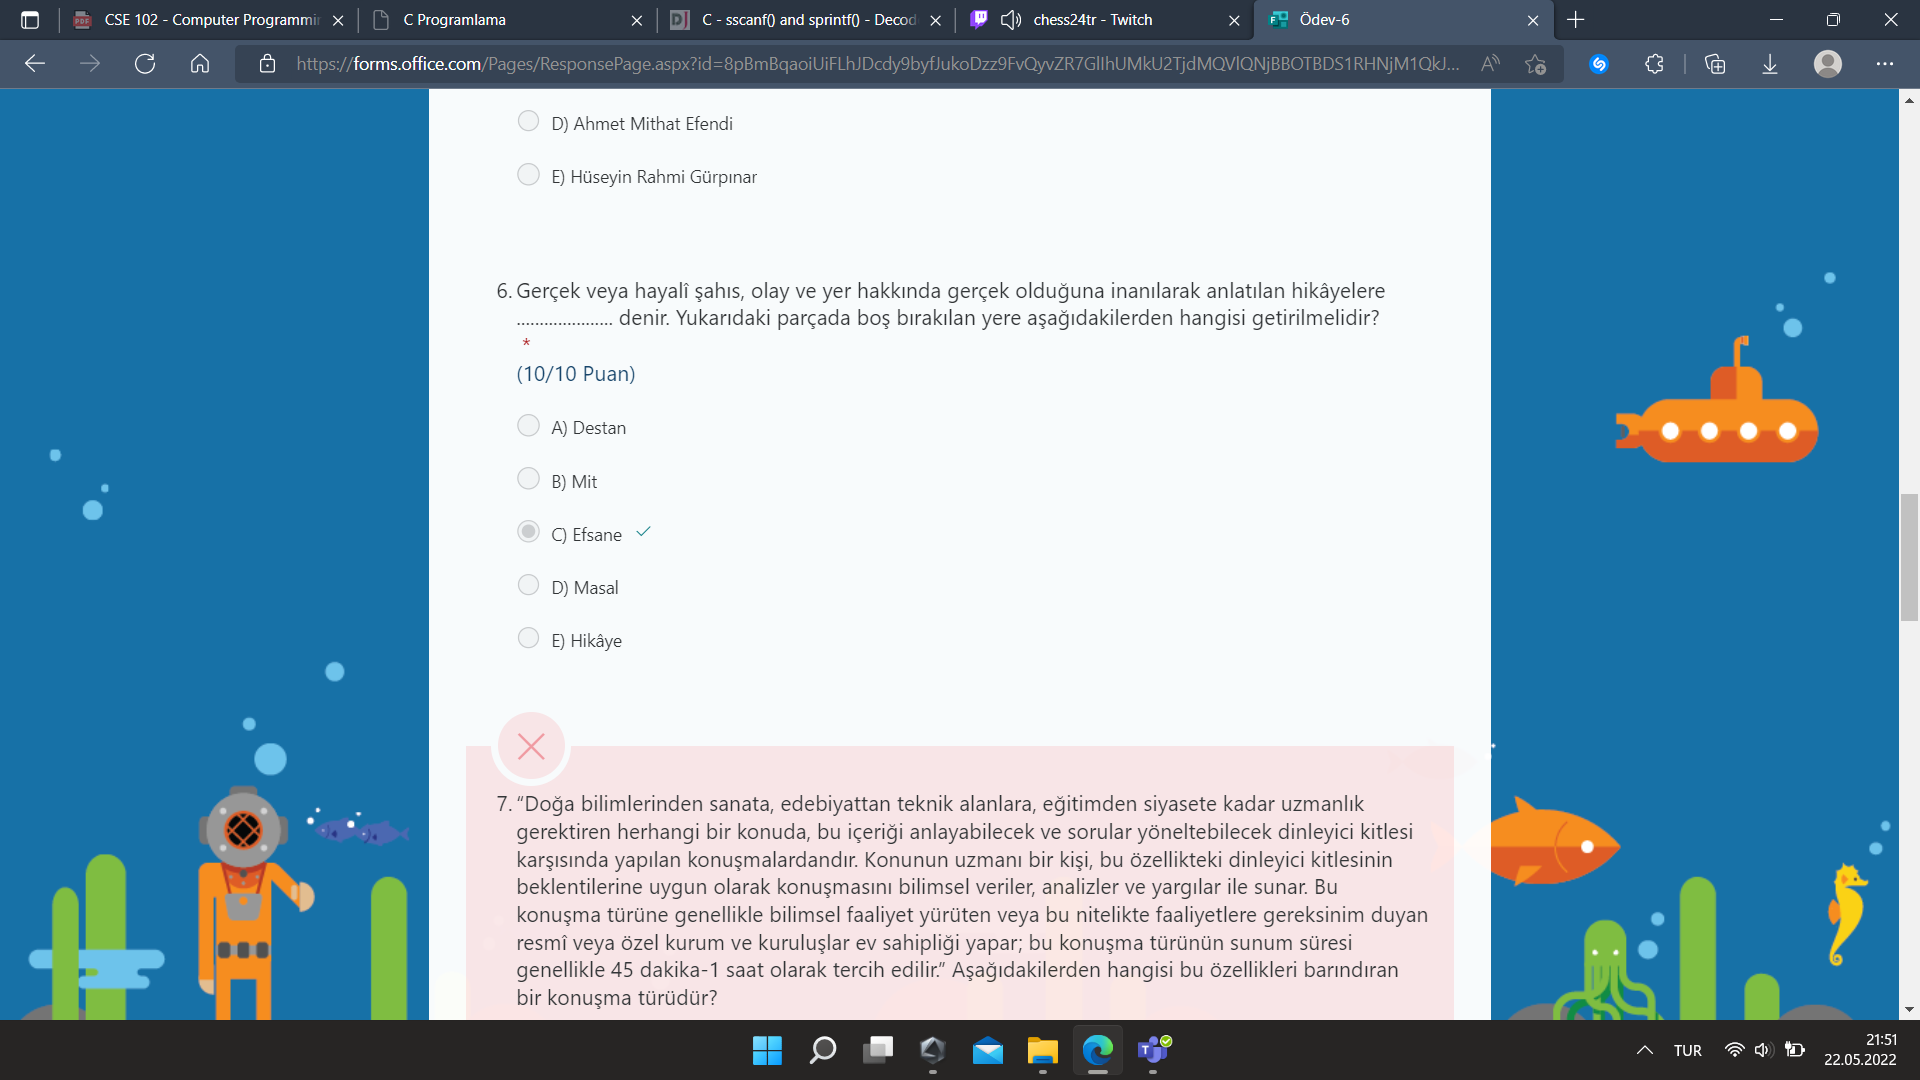 CSE 102 - Computer Programmi
C Programlama
C - sscanf() and sprintf() - Decod
chess24tr - Twitch
Ödev-6
https://forms.office.com/Pages/ResponsePage.aspx?id=8pBmBqaoiUiFLhJDcdy9byfJukoDzz9FvQyvZR7GlIhUMkU2TjdMQVlQNjBBOTBDS1RHNjM1QkJ...
D) Ahmet Mithat Efendi
E) Hüseyin Rahmi Gürpınar
6. Gerçek veya hayalî şahıs, olay ve yer hakkında gerçek olduğuna inanılarak anlatılan hikâyelere
..................... denir. Yukarıdaki parçada boş bırakılan yere aşağıdakilerden hangisi getirilmelidir?
*
(10/10 Puan)
A) Destan
B) Mit
C) Efsane
D) Masal
E) Hikâye
7. “Doğa bilimlerinden sanata, edebiyattan teknik alanlara, eğitimden siyasete kadar uzmanlık
gerektiren herhangi bir konuda, bu içeriği anlayabilecek ve sorular yöneltebilecek dinleyici kitlesi
karşısında yapılan konuşmalardandır. Konunun uzmanı bir kişi, bu özellikteki dinleyici kitlesinin
beklentilerine uygun olarak konuşmasını bilimsel veriler, analizler ve yargılar ile sunar. Bu
konuşma türüne genellikle bilimsel faaliyet yürüten veya bu nitelikte faaliyetlere gereksinim duyan
resmî veya özel kurum ve kuruluşlar ev sahipliği yapar; bu konuşma türünün sunum süresi
genellikle 45 dakika-1 saat olarak tercih edilir.” Aşağıdakilerden hangisi bu özellikleri barındıran
bir konuşma türüdür?
TUR
21:51
22.05.2022